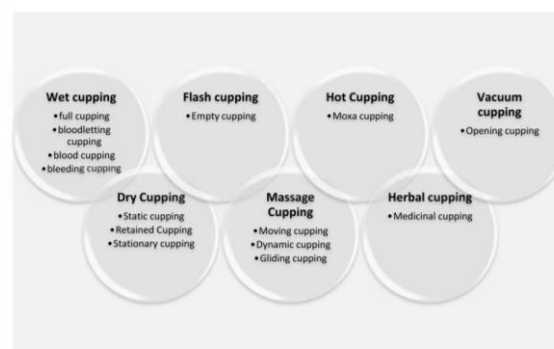 Wet cupping
•full cupping
•bloodletting
cupping
•blood cupping
•bleeding cupping
Flash cupping
•Empty cupping
Hot Cupping
•Moxa cupping
Vacuum
cupping
•Opening cupping
Dry Cupping
•Static cupping
•Retained Cupping
•Stationary cupping
Massage
Cupping
•Moving cupping
•Dynamic cupping
•Gliding cupping
Herbal cupping
•Medicinal cupping